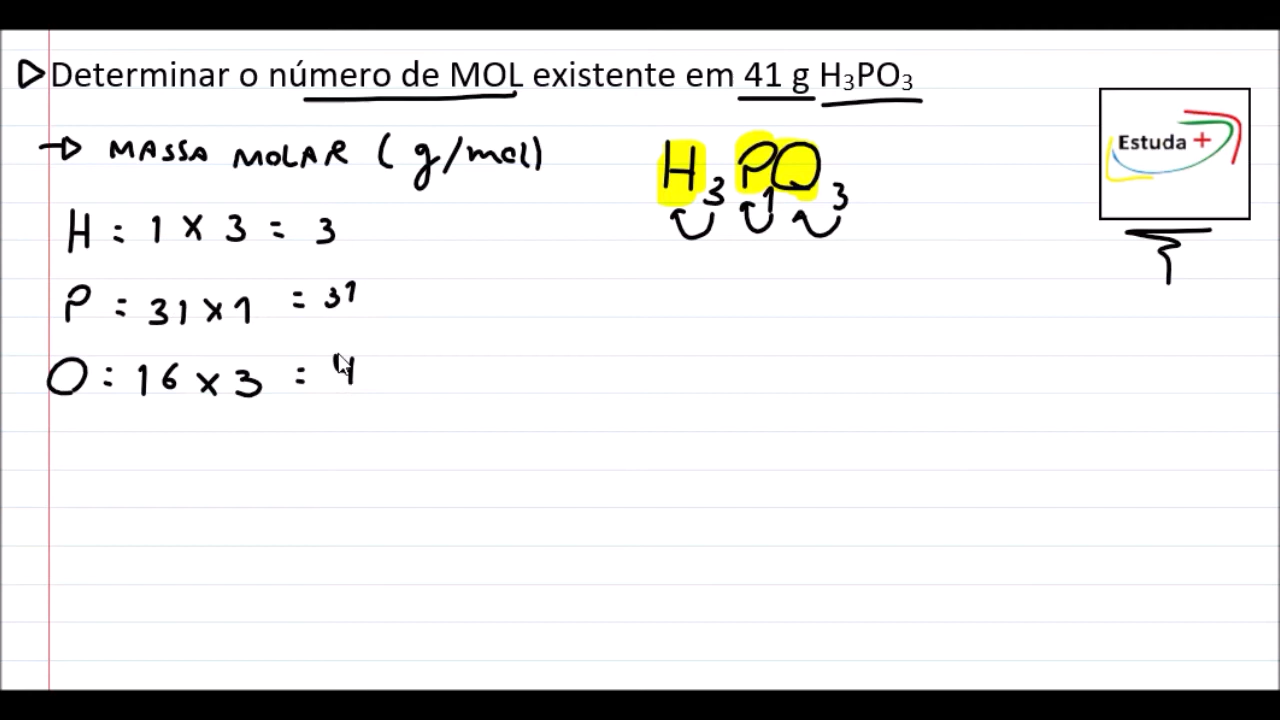 Determinar o número de MOL existente em 41 g H₃PO₃
→ MASSA MOLAR (g/mol)
H₃P₁O₃
Estuda +
H = 1 x 3 = 3
P = 31 x 1 = 31
O = 16 x 3 = 4